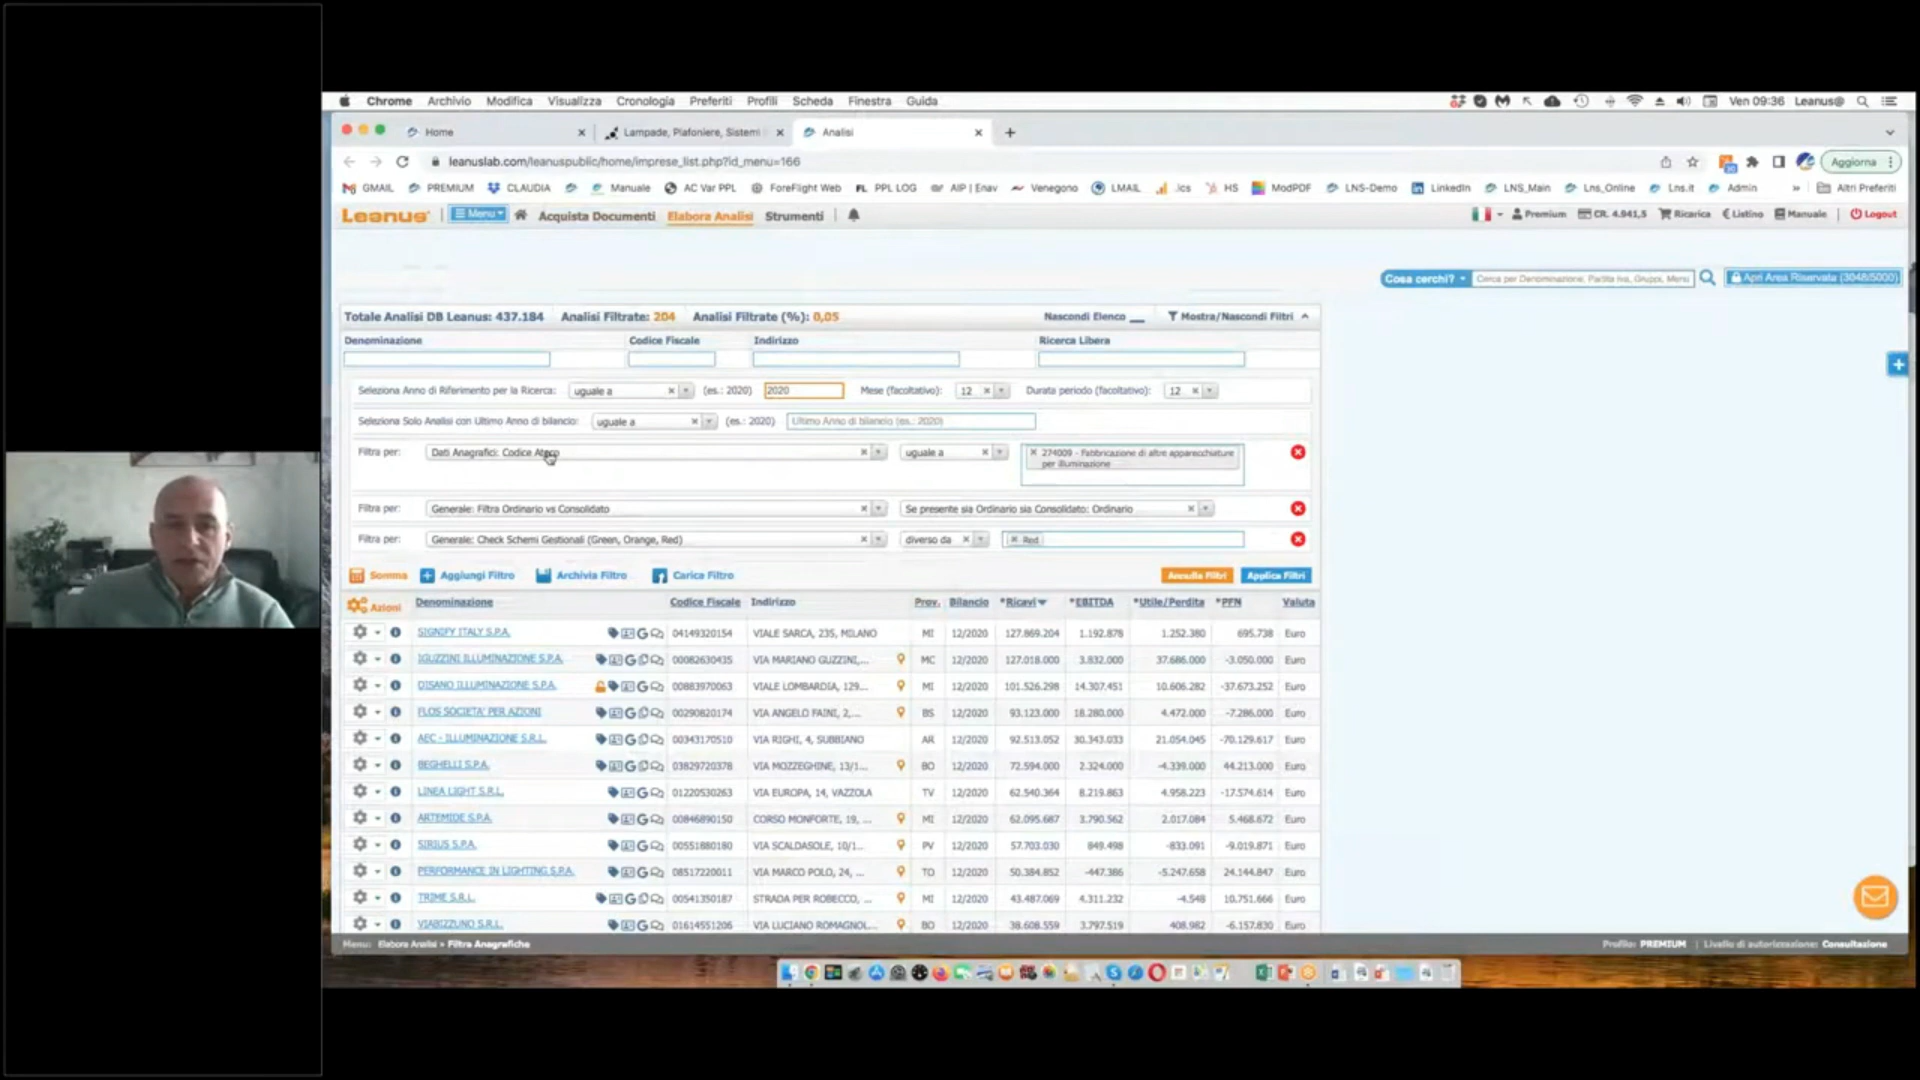 Chrome Archivio Modifica Visualizza Cronologia Preferiti Profili Scheda Finestra Guida Ven 09:36 Leanus@
Home Lampade, Plafoniere, Sistemi Analisi
leanuslab.com/leanuspublic/home/imprese_list.php?id_menu=166 Aggiorna
GMAIL PREMIUM CLAUDIA Manuale AC Var PPL ForeFlight Web FL PPL LOG AIP | Enav Venegono LMAIL .ics HS ModPDF LNS-Demo LinkedIn LNS_Main Lns_Online Lns.it Admin » Altri Preferiti
Leanus Menu Acquista Documenti Elabora Analisi Strumenti Premium CR. 4.941,5 Ricarica €Listino Manuale Logout
Cosa cerchi? Cerca per Denominazione, Partita Iva, Gruppi, Menu Apri Area Riservata (3048/5000)
Totale Analisi DB Leanus: 437.184 Analisi Filtrate: 204 Analisi Filtrate (%): 0,05 Nascondi Elenco Mostra/Nascondi Filtri
Denominazione Codice Fiscale Indirizzo Ricerca Libera
Seleziona Anno di Riferimento per la Ricerca: uguale a (es.: 2020) 2020 Mese (facoltativo): 12 Durata periodo (facoltativo): 12
Seleziona Solo Analisi con Ultimo Anno di bilancio: uguale a (es.: 2020) Ultimo Anno di bilancio (es.: 2020)
Filtra per: Dati Anagrafici: Codice Ateco uguale a 274009 - Fabbricazione di altre apparecchiature
per illuminazione
Filtra per: Generale: Filtra Ordinario vs Consolidato Se presente sia Ordinario sia Consolidato: Ordinario
Filtra per: Generale: Check Schemi Gestionali (Green, Orange, Red) diverso da Red
Somma Aggiungi Filtro Archivia Filtro Carica Filtro Annulla Filtri Applica Filtri
Azioni Denominazione Codice Fiscale Indirizzo Prov. Bilancio *Ricavi *EBITDA *Utile/Perdita *PFN Valuta
SIGNIFY ITALY S.P.A. 04149320154 VIALE SARCA, 235, MILANO MI 12/2020 127.869.204 1.192.878 1.252.380 695.738 Euro
IGUZZINI ILLUMINAZIONE S.P.A. 00082630435 VIA MARIANO GUZZINI,... MC 12/2020 127.018.000 3.832.000 37.686.000 -3.050.000 Euro
DISANO ILLUMINAZIONE S.P.A. 00883970063 VIALE LOMBARDIA, 129... MI 12/2020 101.526.298 14.307.451 10.606.282 -37.673.252 Euro
FLOS SOCIETA' PER AZIONI 00290820174 VIA ANGELO FAINI, 2,... BS 12/2020 93.123.000 18.280.000 4.472.000 -7.286.000 Euro
AEC - ILLUMINAZIONE S.R.L. 00343170510 VIA RIGHI, 4, SUBBIANO AR 12/2020 92.513.052 30.343.033 21.054.045 -70.129.617 Euro
BEGHELLI S.P.A. 03829720378 VIA MOZZEGHINE, 13/1... BO 12/2020 72.594.000 2.324.000 -4.339.000 44.213.000 Euro
LINEA LIGHT S.R.L. 01220530263 VIA EUROPA, 14, VAZZOLA TV 12/2020 62.540.364 8.219.863 4.958.223 -17.574.614 Euro
ARTEMIDE S.P.A. 00846890150 CORSO MONFORTE, 19, ... MI 12/2020 62.095.687 3.790.562 2.017.084 5.468.672 Euro
SIRIUS S.P.A. 00551880180 VIA SCALDASOLE, 10/1... PV 12/2020 57.703.030 849.498 -833.091 -9.019.871 Euro
PERFORMANCE IN LIGHTING S.P.A. 08517220011 VIA MARCO POLO, 24, ... TO 12/2020 50.384.852 -447.386 -5.247.658 24.144.847 Euro
TRIME S.R.L. 00541350187 STRADA PER ROBECCO, ... MI 12/2020 43.487.069 4.311.232 -4.548 10.751.666 Euro
VIABIZZUNO S.R.L. 01614551206 VIA LUCIANO ROMAGNOL... BO 12/2020 38.608.559 3.797.519 408.982 -6.157.830 Euro
Menu: Elabora Analisi » Filtra Anagrafiche Profilo: PREMIUM | Livello di autorizzazione: Consultazione